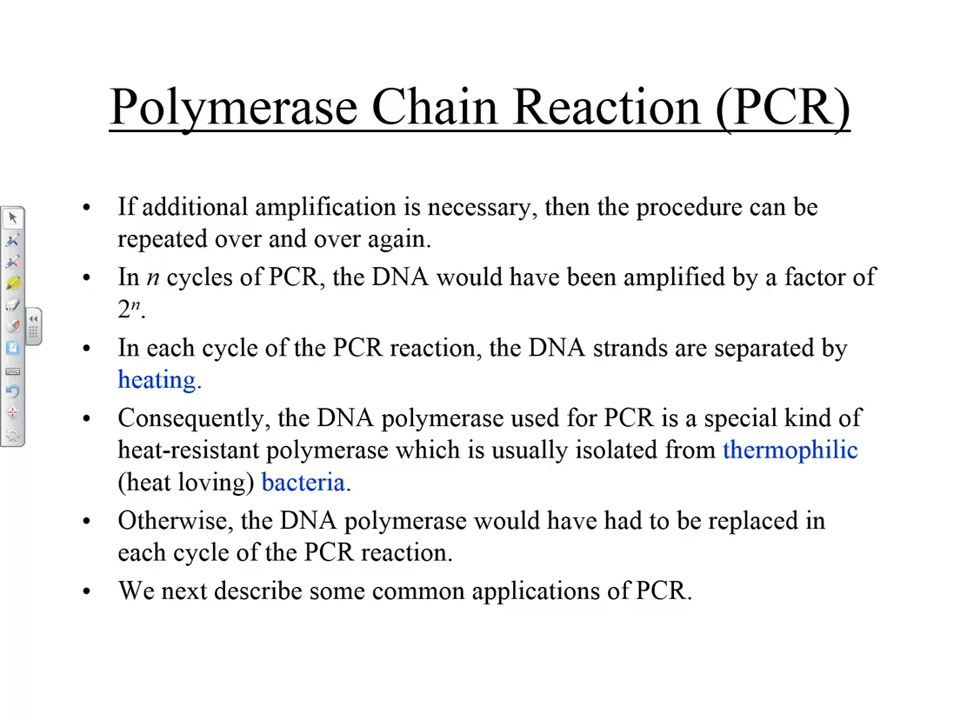 Polymerase Chain Reaction (PCR)
• If additional amplification is necessary, then the procedure can be
repeated over and over again.
• In n cycles of PCR, the DNA would have been amplified by a factor of
2ⁿ.
• In each cycle of the PCR reaction, the DNA strands are separated by
heating.
• Consequently, the DNA polymerase used for PCR is a special kind of
heat-resistant polymerase which is usually isolated from thermophilic
(heat loving) bacteria.
• Otherwise, the DNA polymerase would have had to be replaced in
each cycle of the PCR reaction.
• We next describe some common applications of PCR.